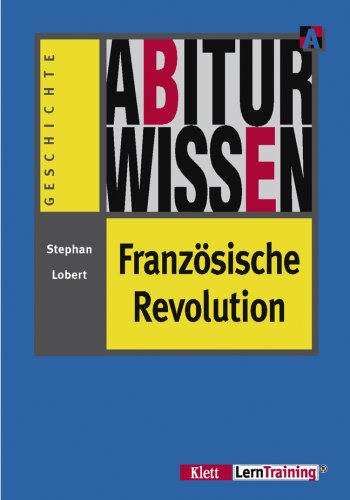 A
GESCHICHTE
ABITUR
WISSEN
Stephan
Lobert
Französische
Revolution
Klett LernTraining®